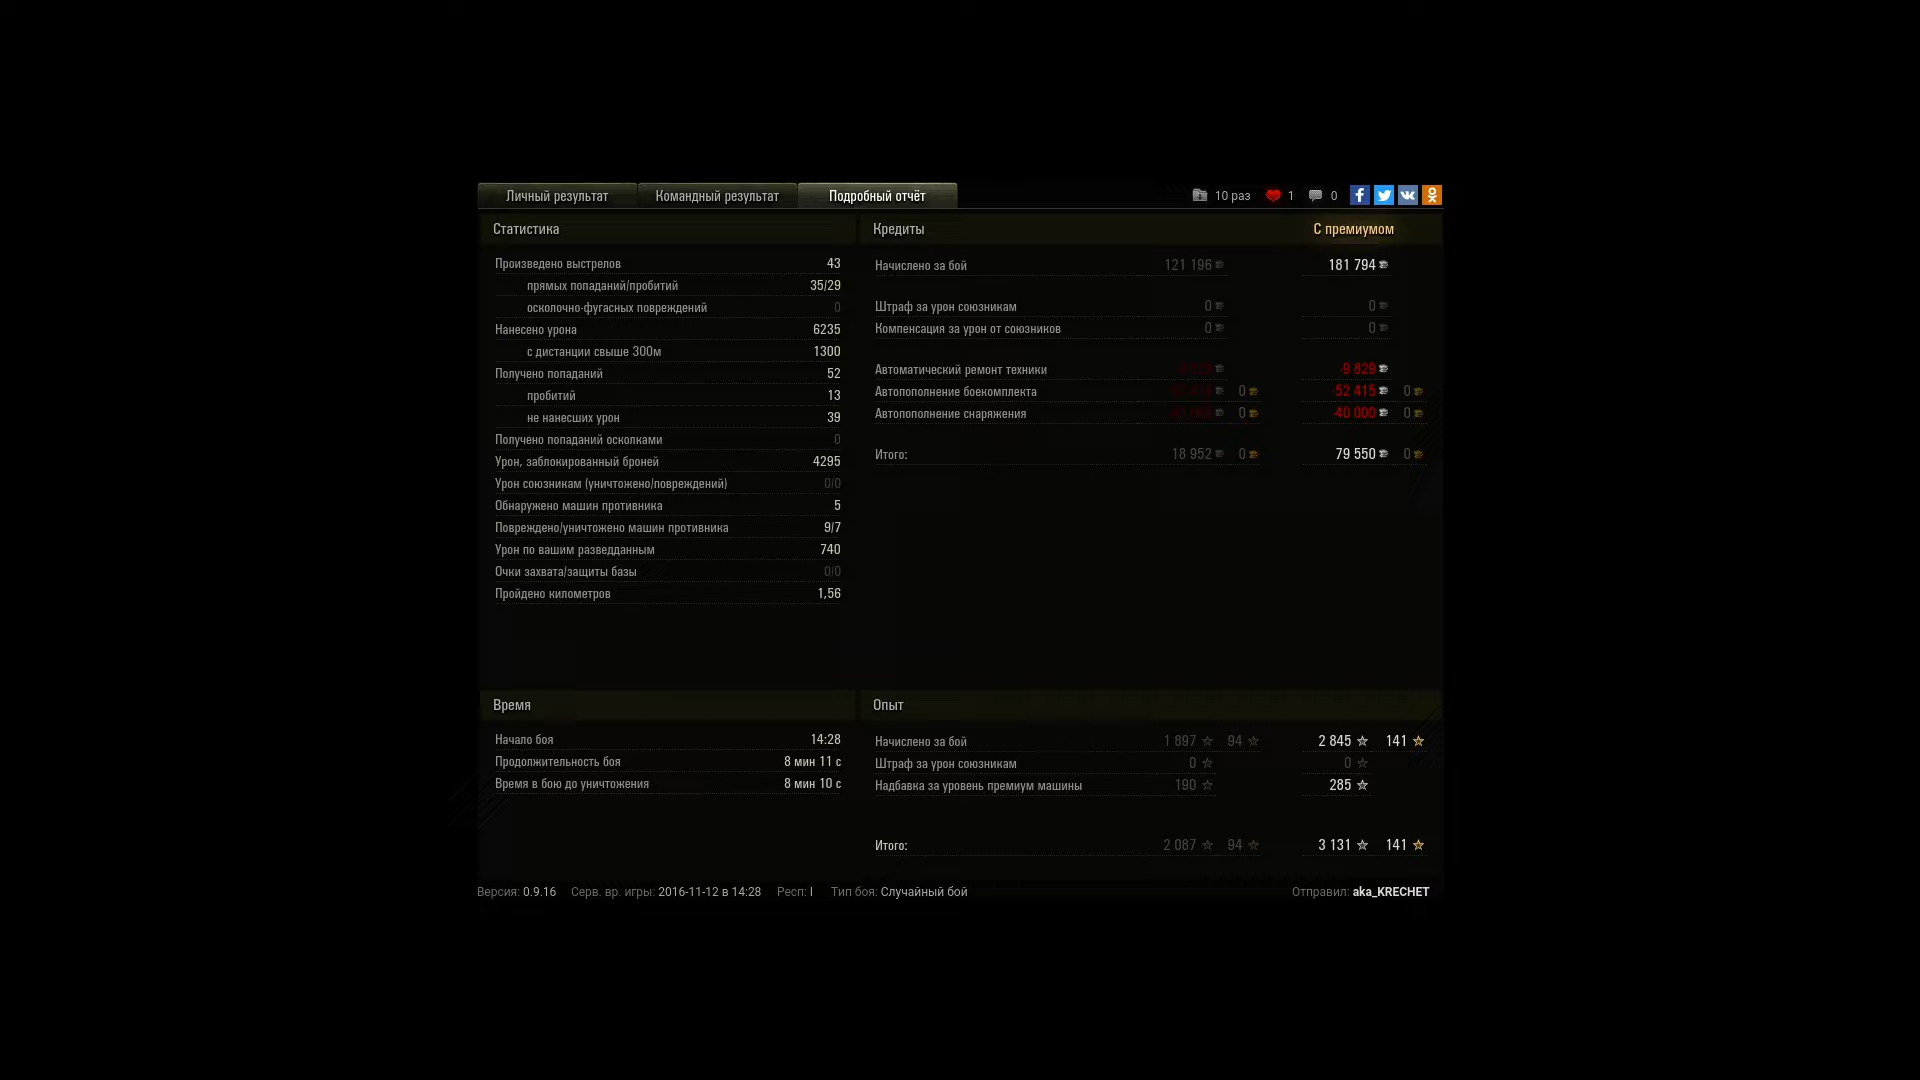 Личный результат Командный результат Подробный отчёт 10 раз 1 0
Статистика
Произведено выстрелов 43
прямых попаданий/пробитий 35/29
осколочно-фугасных повреждений 0
Нанесено урона 6235
с дистанции свыше 300м 1300
Получено попаданий 52
пробитий 13
не нанесших урон 39
Получено попаданий осколками 0
Урон, заблокированный броней 4295
Урон союзникам (уничтожено/повреждений) 0/0
Обнаружено машин противника 5
Повреждено/уничтожено машин противника 9/7
Урон по вашим разведданным 740
Очки захвата/защиты базы 0/0
Пройдено километров 1,56
Кредиты С премиумом
Начислено за бой 121 196 181 794
Штраф за урон союзникам 0 0
Компенсация за урон от союзников 0 0
Автоматический ремонт техники -9 829
Автопополнение боекомплекта 0 -52 415 0
Автопополнение снаряжения 0 -40 000 0
Итого: 18 952 0 79 550 0
Время
Начало боя 14:28
Продолжительность боя 8 мин 11 с
Время в бою до уничтожения 8 мин 10 с
Опыт
Начислено за бой 1 897 94 2 845 141
Штраф за урон союзникам 0 0
Надбавка за уровень премиум машины 190 285
Итого: 2 087 94 3 131 141
Версия: 0.9.16 Серв. вр. игры: 2016-11-12 в 14:28 Респ: I Тип боя: Случайный бой Отправил: aka_KRECHET